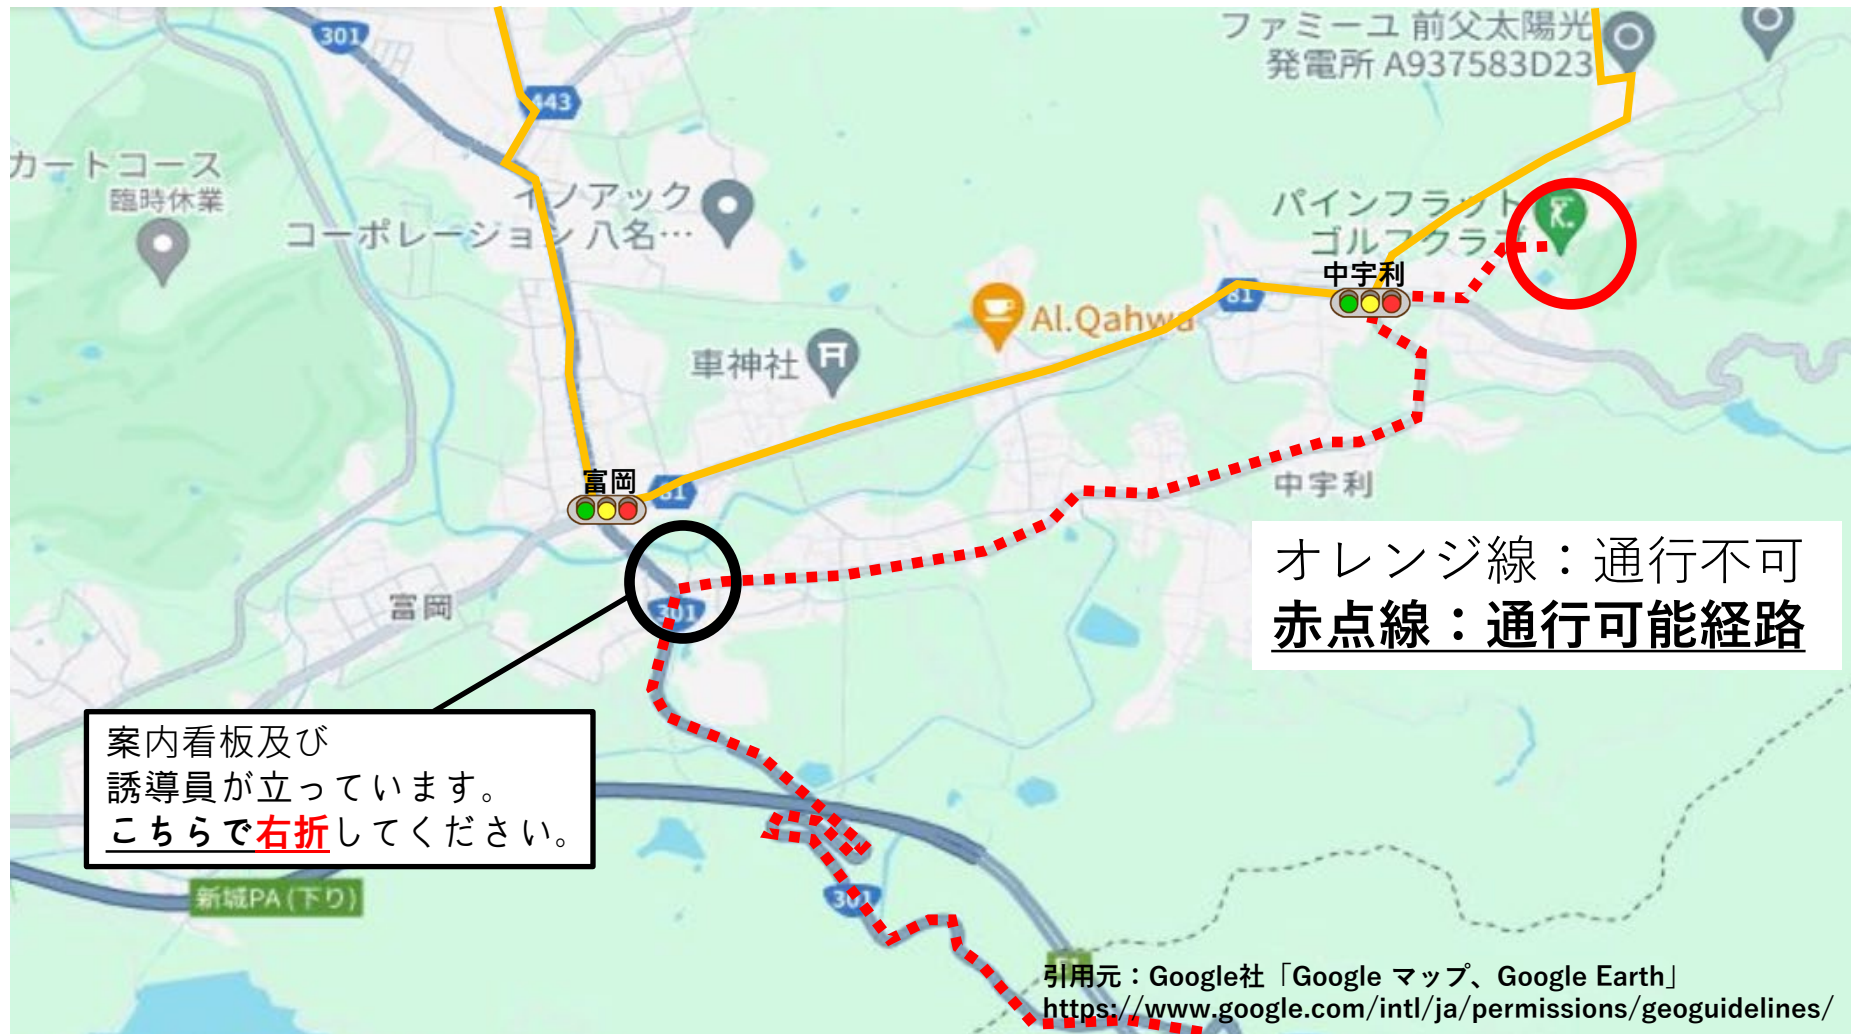 301
ファミーユ 前父太陽光
発電所 A937583D23
443
カートコース
臨時休業
イノアック
コーポレーション 八名…
パインフラット
ゴルフクラブ
中宇利
81
Al.Qahwa
車神社
富岡
81
中宇利
オレンジ線：通行不可
赤点線：通行可能経路
富岡
301
案内看板及び
誘導員が立っています。
こちらで右折してください。
新城PA (下り)
301
引用元：Google社「Google マップ、Google Earth」
https://www.google.com/intl/ja/permissions/geoguidelines/